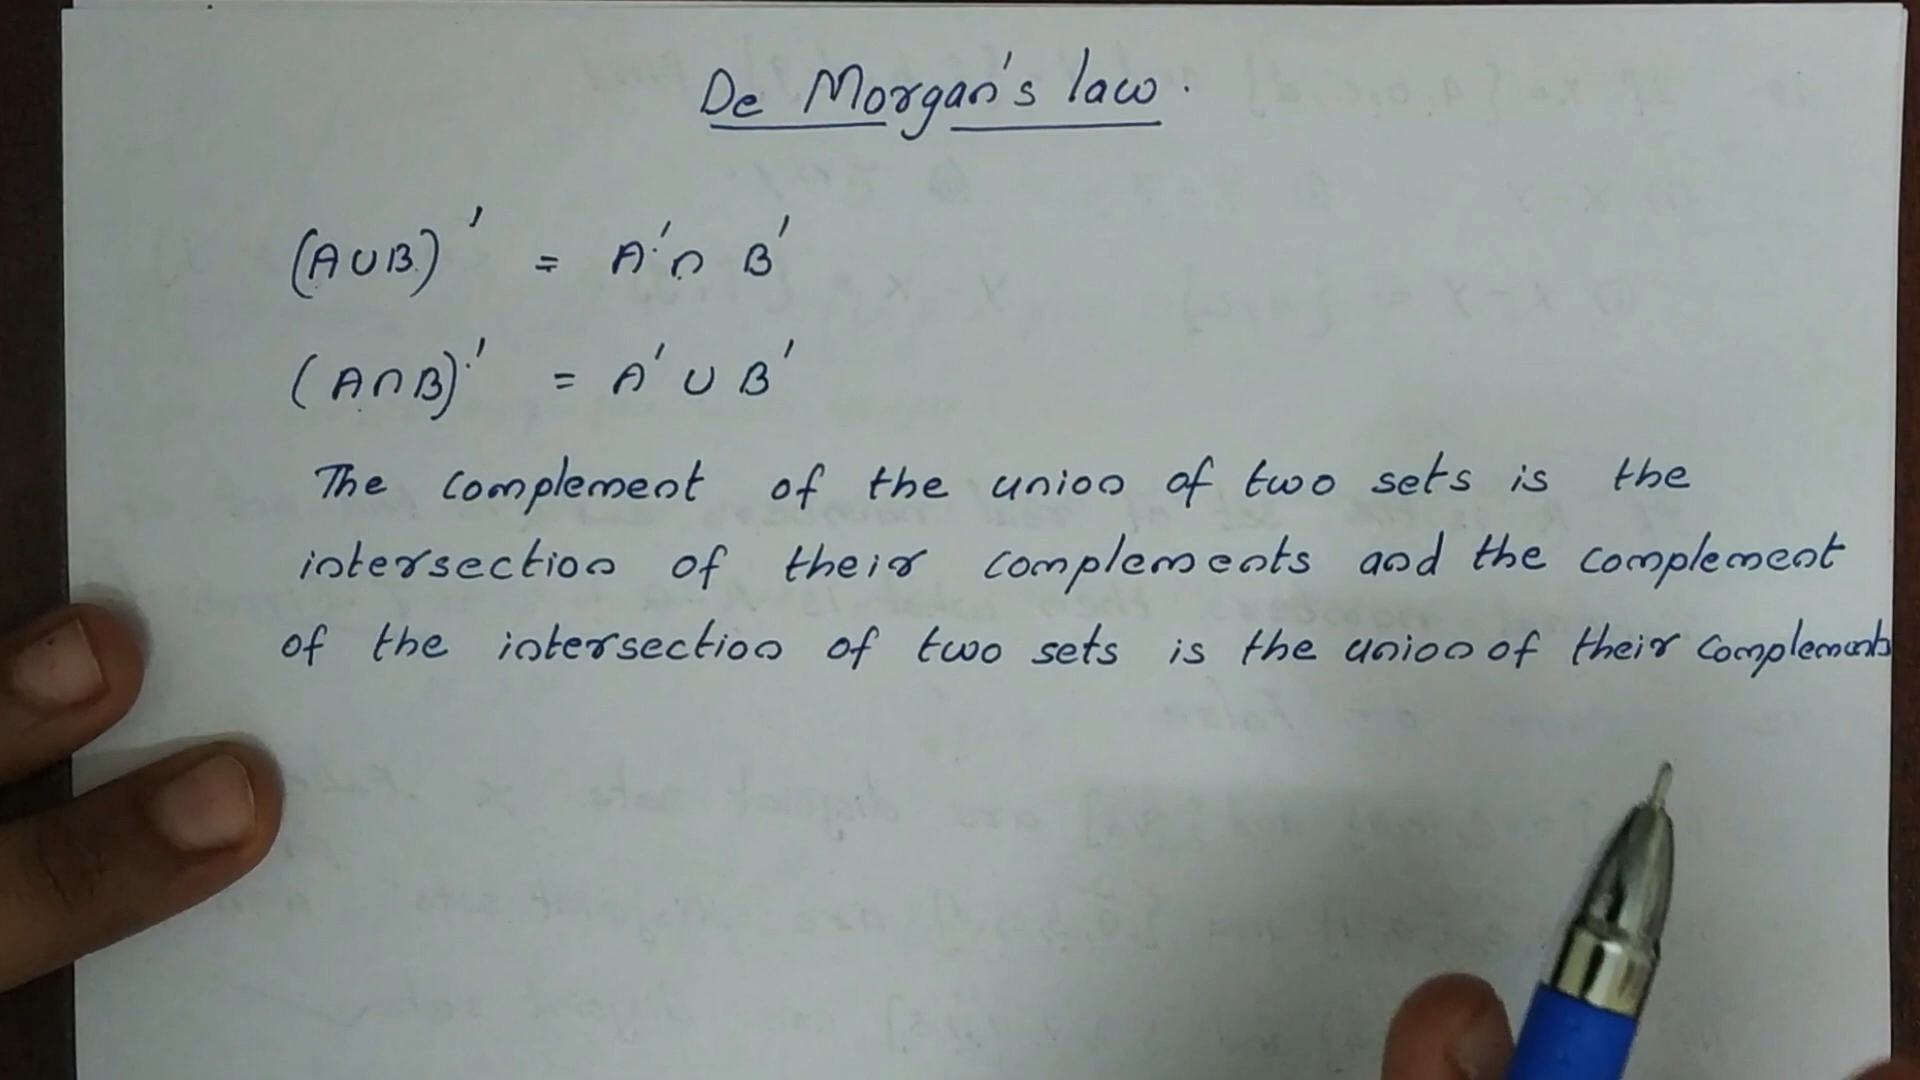 De Morgan's law.
(A∪B)' = A'∩ B'
(A∩B)' = A' ∪ B'
The complement of the union of two sets is the
intersection of their complements and the complement
of the intersection of two sets is the union of their complements